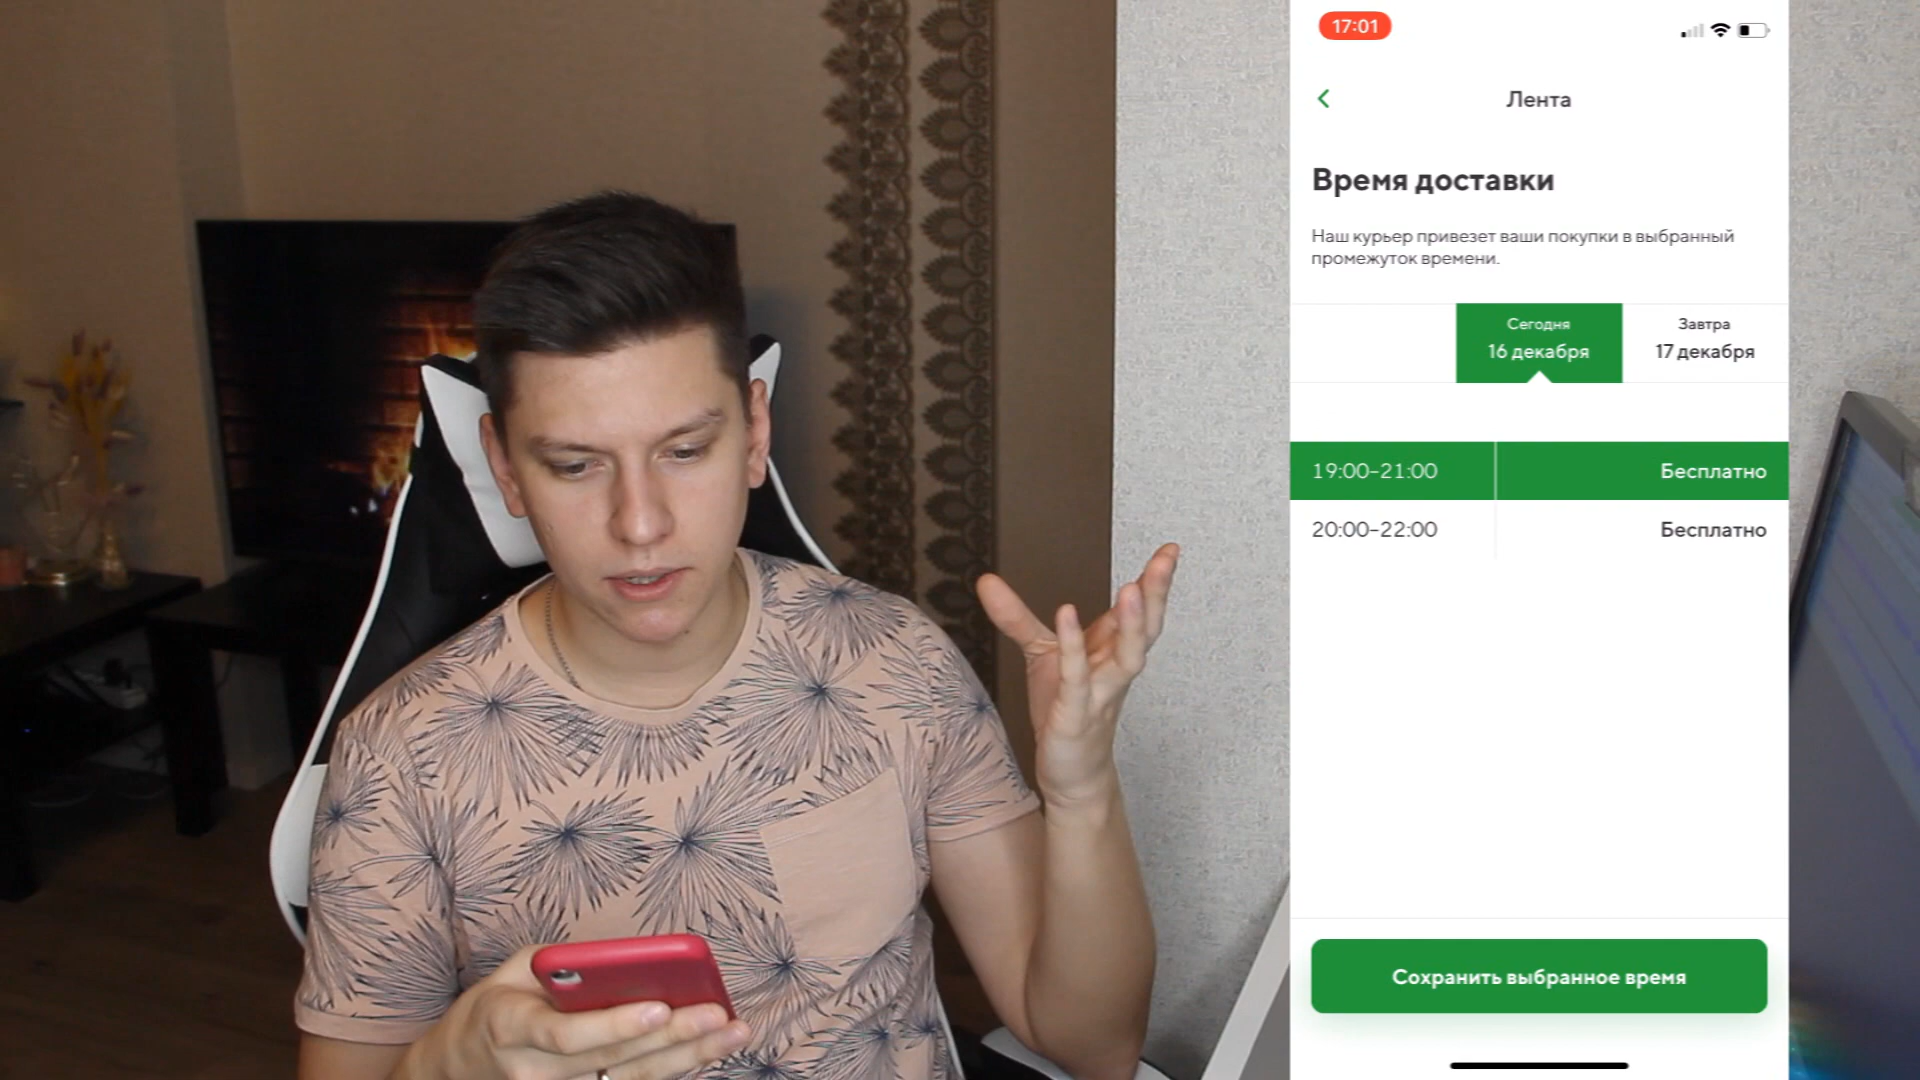 17:01
Лента
Время доставки
Наш курьер привезет ваши покупки в выбранный
промежуток времени.
Сегодня
16 декабря
Завтра
17 декабря
19:00–21:00
Бесплатно
20:00–22:00
Бесплатно
Сохранить выбранное время